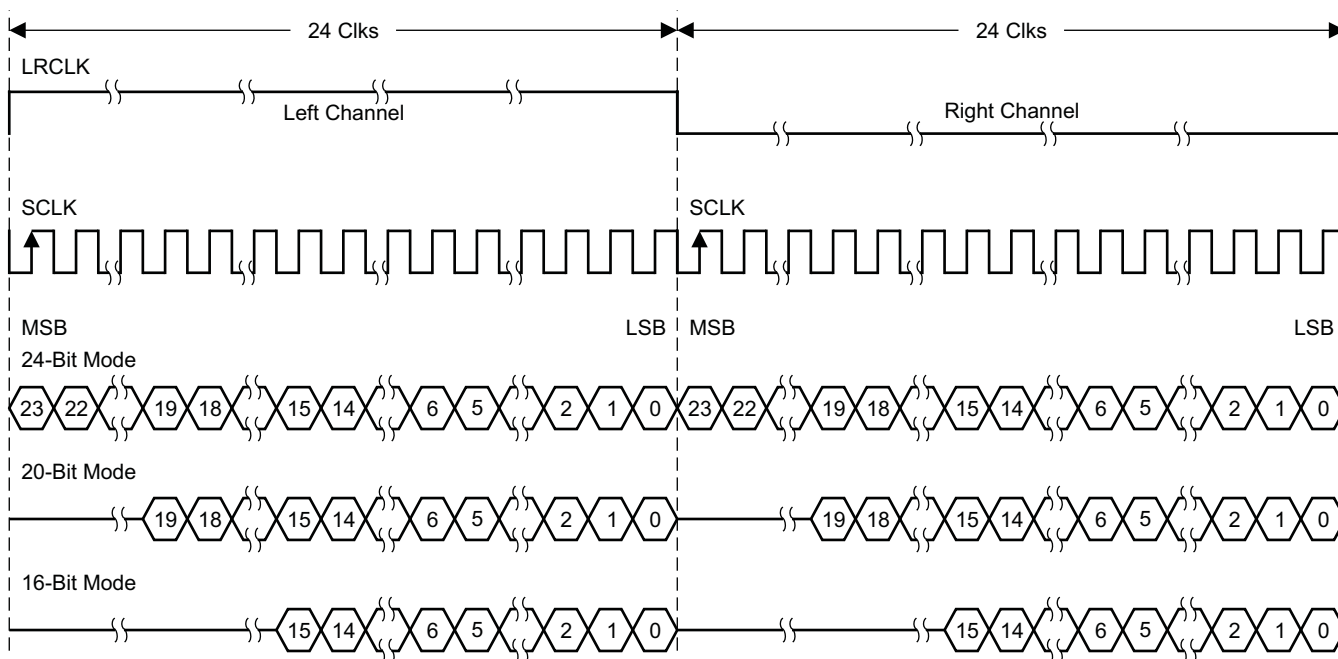 24 Clks 24 Clks
LRCLK
Left Channel Right Channel
SCLK SCLK
MSB LSB MSB LSB
24-Bit Mode
23 22 19 18 15 14 6 5 2 1 0 23 22 19 18 15 14 6 5 2 1 0
20-Bit Mode
19 18 15 14 6 5 2 1 0 19 18 15 14 6 5 2 1 0
16-Bit Mode
15 14 6 5 2 1 0 15 14 6 5 2 1 0